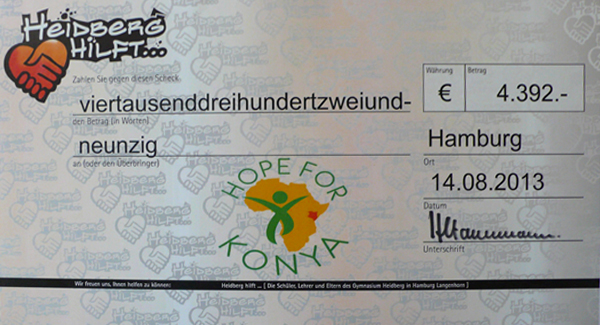 HEIDBERG
HILFT...
Zahlen Sie gegen diesen Scheck
Währung Betrag
viertausenddreihundertzweiund-
€ 4.392.-
den Betrag (in Worten)
neunzig
Hamburg
an (oder den Überbringer)
Ort
HOPE FOR
KONYA
14.08.2013
Datum
Unterschrift
Wir freuen uns, Ihnen helfen zu können!
Heidberg hilft ... [ Die Schüler, Lehrer und Eltern des Gymnasium Heidberg in Hamburg Langenhorn ]